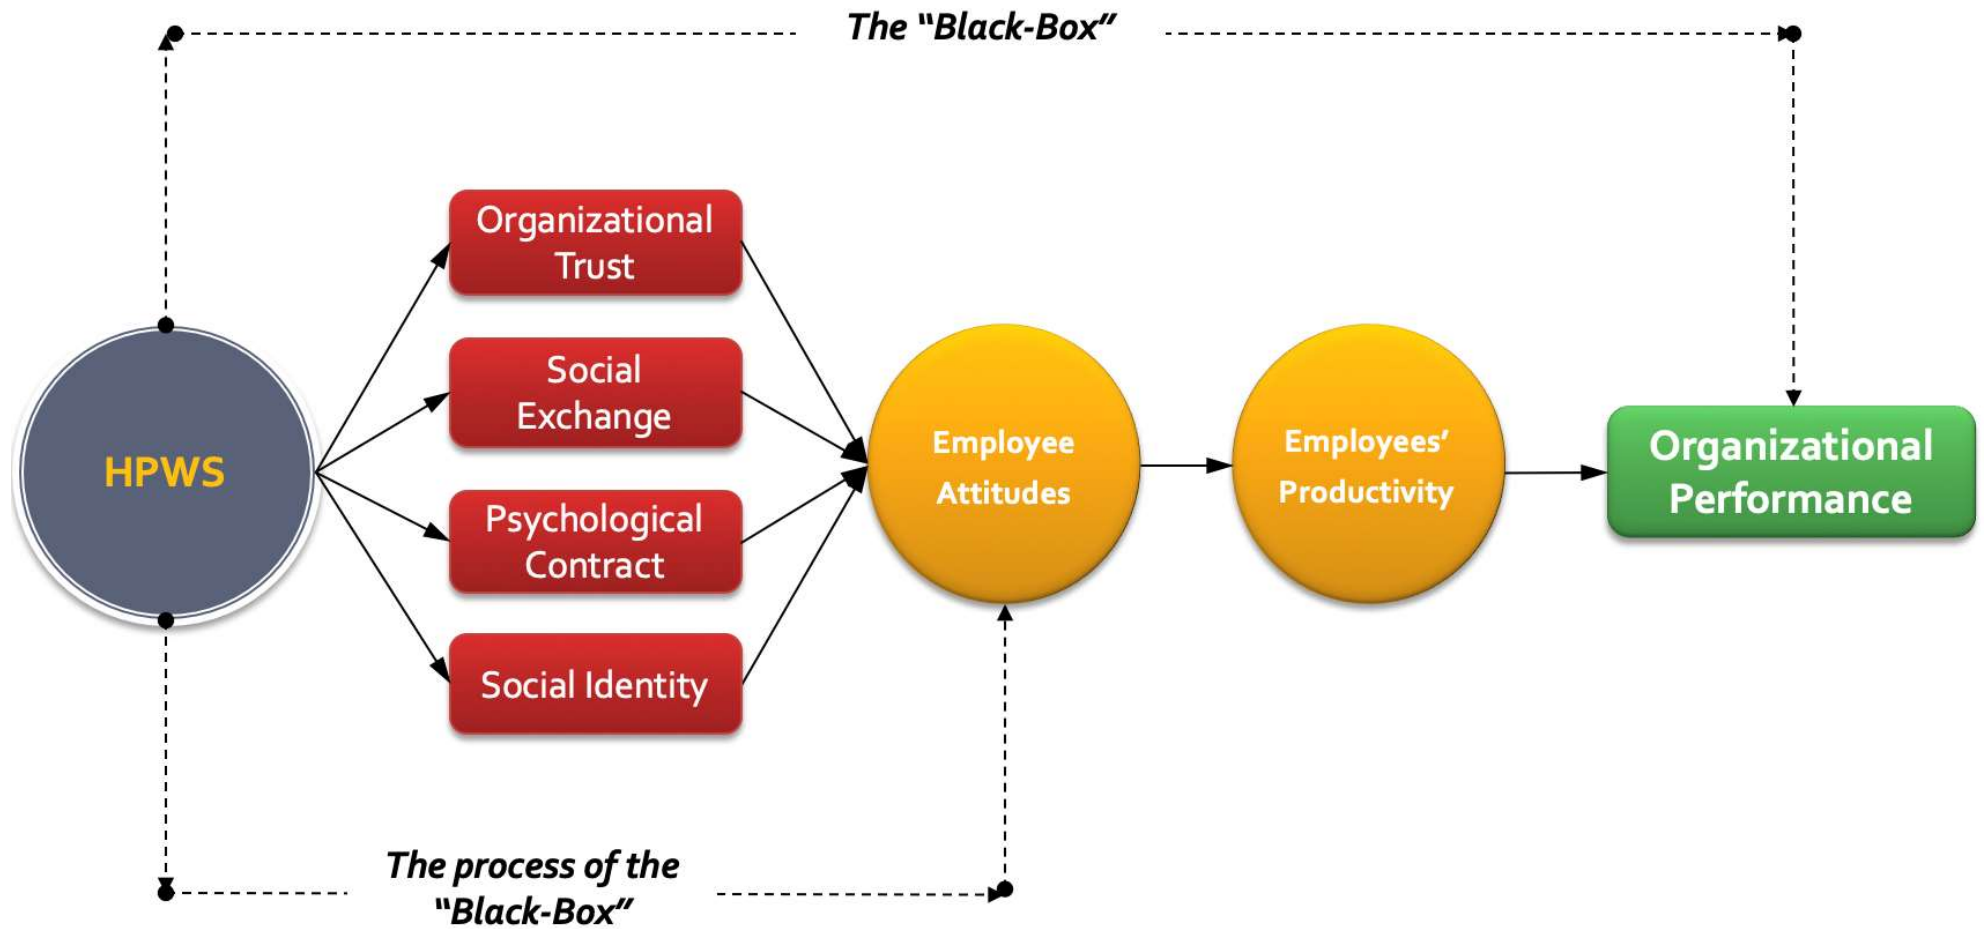 The “Black-Box”
Organizational
Trust
Social
Exchange
HPWS
Psychological
Contract
Social Identity
Employee
Attitudes
Employees’
Productivity
Organizational
Performance
The process of the
“Black-Box”